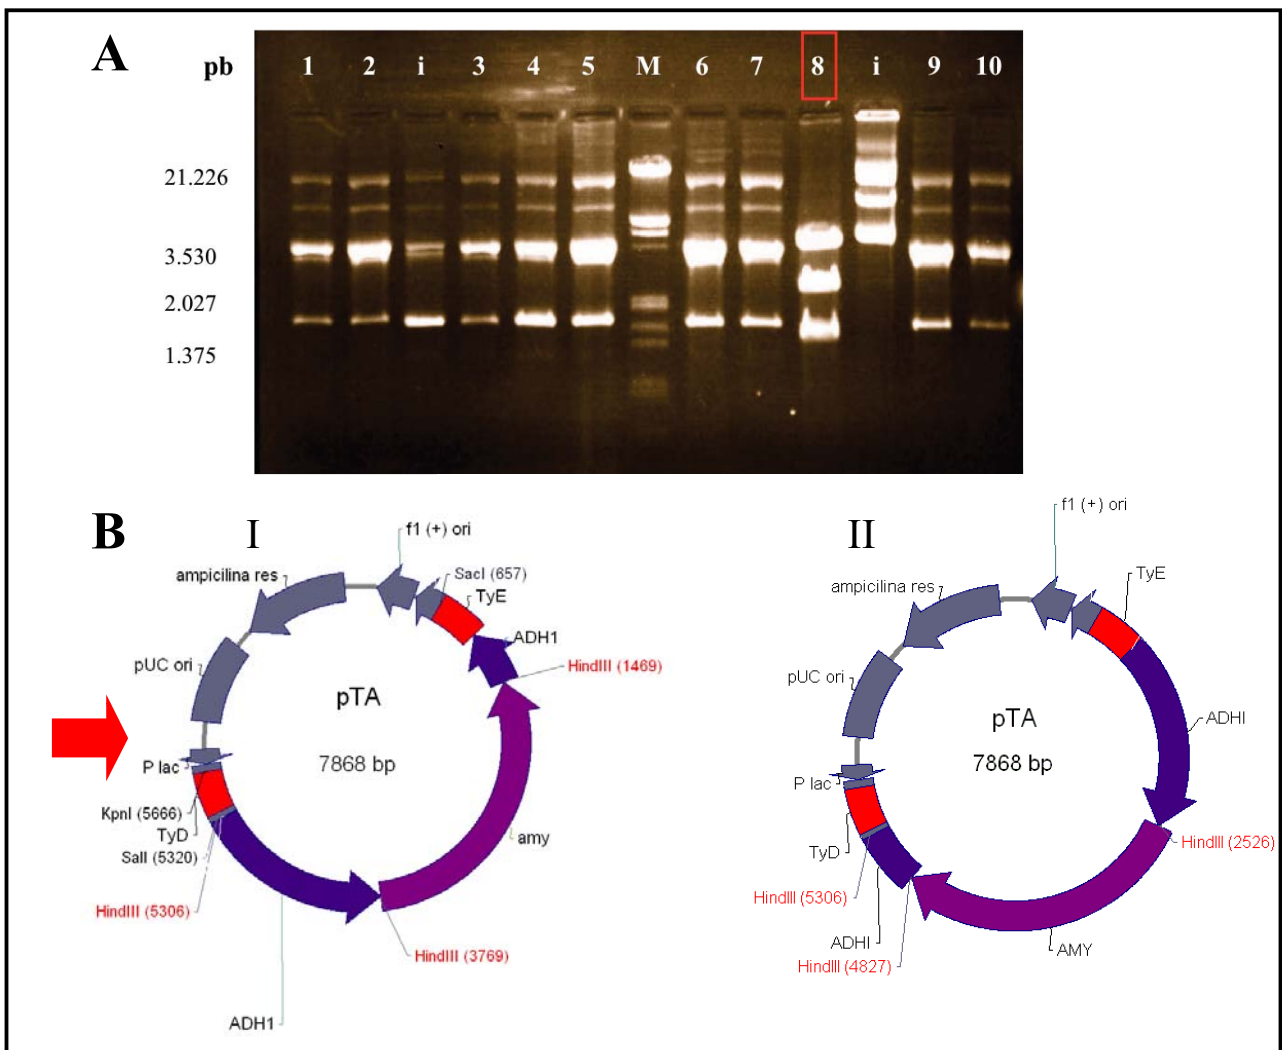 A
pb 1 2 i 3 4 5 M 6 7 8 i 9 10
21.226
3.530
2.027
1.375
B I
f1 (+) ori
ampicilina res
SacI (657)
TyE
ADH1
pUC ori
HindIII (1469)
pTA
7868 bp
P lac
KpnI (5666)
TyD
SalI (5320)
amy
HindIII (5306)
HindIII (3769)
ADH1
II
f1 (+) ori
TyE
ampicilina res
pUC ori
ADHI
pTA
7868 bp
P lac
HindIII (2526)
TyD
HindIII (5306)
ADHI
AMY
HindIII (4827)